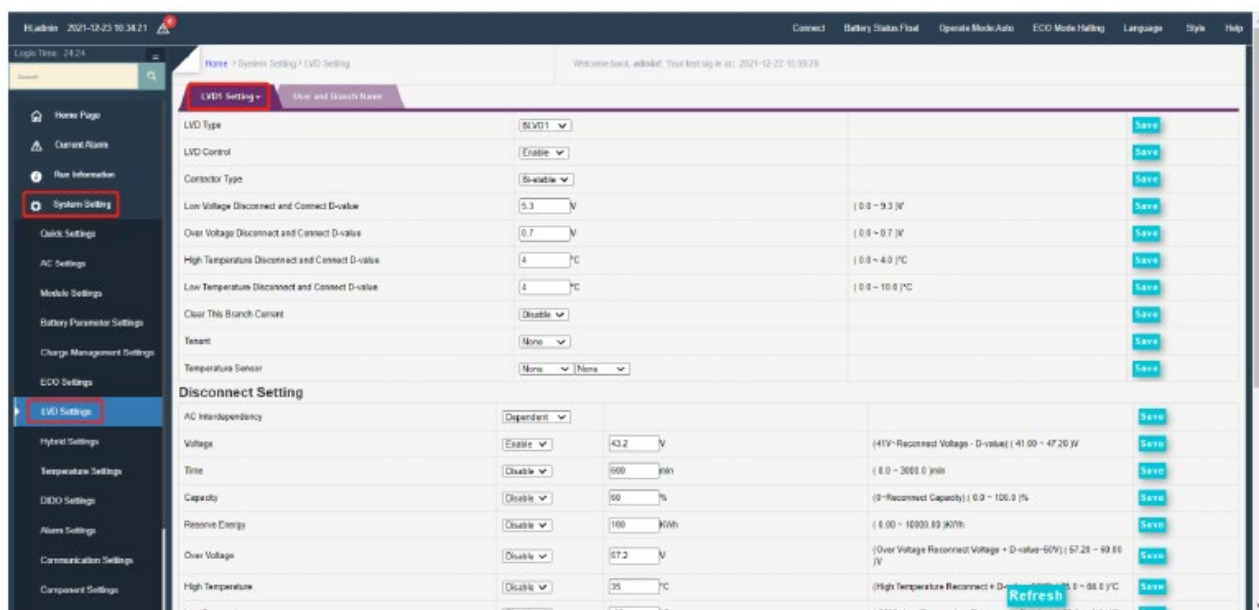 Hi,admin 2021-12-23 10:34:21 Connect Battery Status:Float Operate Mode:Auto ECO Mode:Halting Language Style Help
Login Time: 24:24
Search
Home > System Setting > LVD Setting Welcome back, admin! Your last sig in at: 2021-12-22
LVD1 Setting User and Branch Name
Home Page
Current Alarm
Run Information
System Setting
Quick Settings
AC Settings
Module Settings
Battery Parameter Settings
Charge Management Settings
ECO Settings
LVD Settings
Hybrid Settings
Temperature Settings
DIDO Settings
Alarm Settings
Communication Settings
Component Settings
LVD Type BLVD1 Save
LVD Control Enable Save
Contactor Type Bi-stable Save
Low Voltage Disconnect and Connect D-value 5.3 V ( 0.0 ~ 9.3 )V Save
Over Voltage Disconnect and Connect D-value 0.7 V ( 0.0 ~ 0.7 )V Save
High Temperature Disconnect and Connect D-value 4 °C ( 0.0 ~ 4.0 )°C Save
Low Temperature Disconnect and Connect D-value 4 °C ( 0.0 ~ 10.0 )°C Save
Clear This Branch Current Disable Save
Tenant None Save
Temperature Sensor None None Save
Disconnect Setting
AC Interdependency Dependent Save
Voltage Enable 43.2 V (41V~Reconnect Voltage - D-value) ( 41.00 ~ 47.20 )V Save
Time Disable 600 min ( 0.0 ~ 3000.0 )min Save
Capacity Disable 60 % (0~Reconnect Capacity) ( 0.0 ~ 100.0 )% Save
Reserve Energy Disable 100 KWh ( 0.00 ~ 10000.00 )KWh Save
Over Voltage Disable 57.2 V (Over Voltage Reconnect Voltage + D-value~60V) ( 57.20 ~ 60.00 )V Save
High Temperature Disable 35 °C (High Temperature Reconnect + D- Save
Refresh